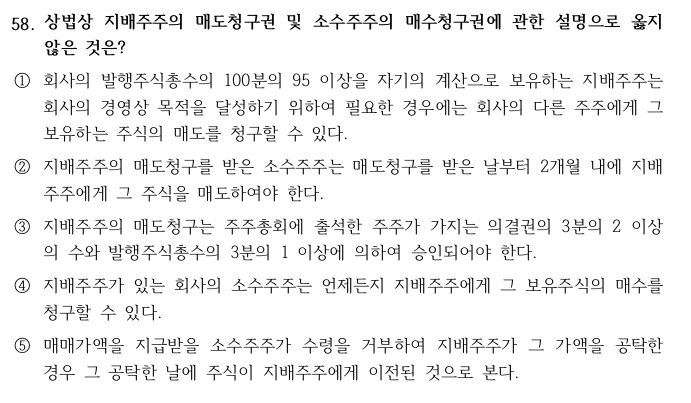 58. 상법상 지배주주의 매도청구권 및 소수주주의 매수청구권에 관한 설명으로 옳지
않은 것은?
① 회사의 발행주식총수의 100분의 95 이상을 자기의 계산으로 보유하는 지배주주는
회사의 경영상 목적을 달성하기 위하여 필요한 경우에는 회사의 다른 주주에게 그
보유하는 주식의 매도를 청구할 수 있다.
② 지배주주의 매도청구를 받은 소수주주는 매도청구를 받은 날부터 2개월 내에 지배
주주에게 그 주식을 매도하여야 한다.
③ 지배주주의 매도청구는 주주총회에 출석한 주주가 가지는 의결권의 3분의 2 이상
의 수와 발행주식총수의 3분의 1 이상에 의하여 승인되어야 한다.
④ 지배주주가 있는 회사의 소수주주는 언제든지 지배주주에게 그 보유주식의 매수를
청구할 수 있다.
⑤ 매매가액을 지급받을 소수주주가 수령을 거부하여 지배주주가 그 가액을 공탁한
경우 그 공탁한 날에 주식이 지배주주에게 이전된 것으로 본다.